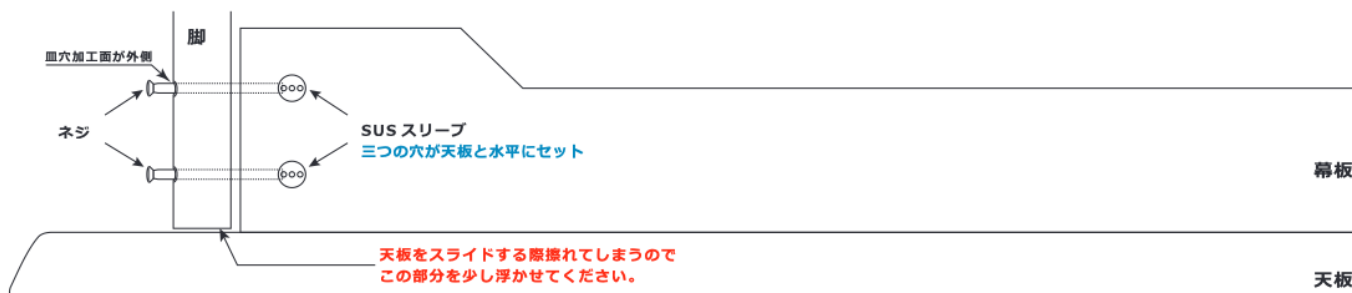 脚
皿穴加工面が外側
ネジ
SUS スリーブ
三つの穴が天板と水平にセット
幕板
天板をスライドする際擦れてしまうので
この部分を少し浮かせてください。
天板